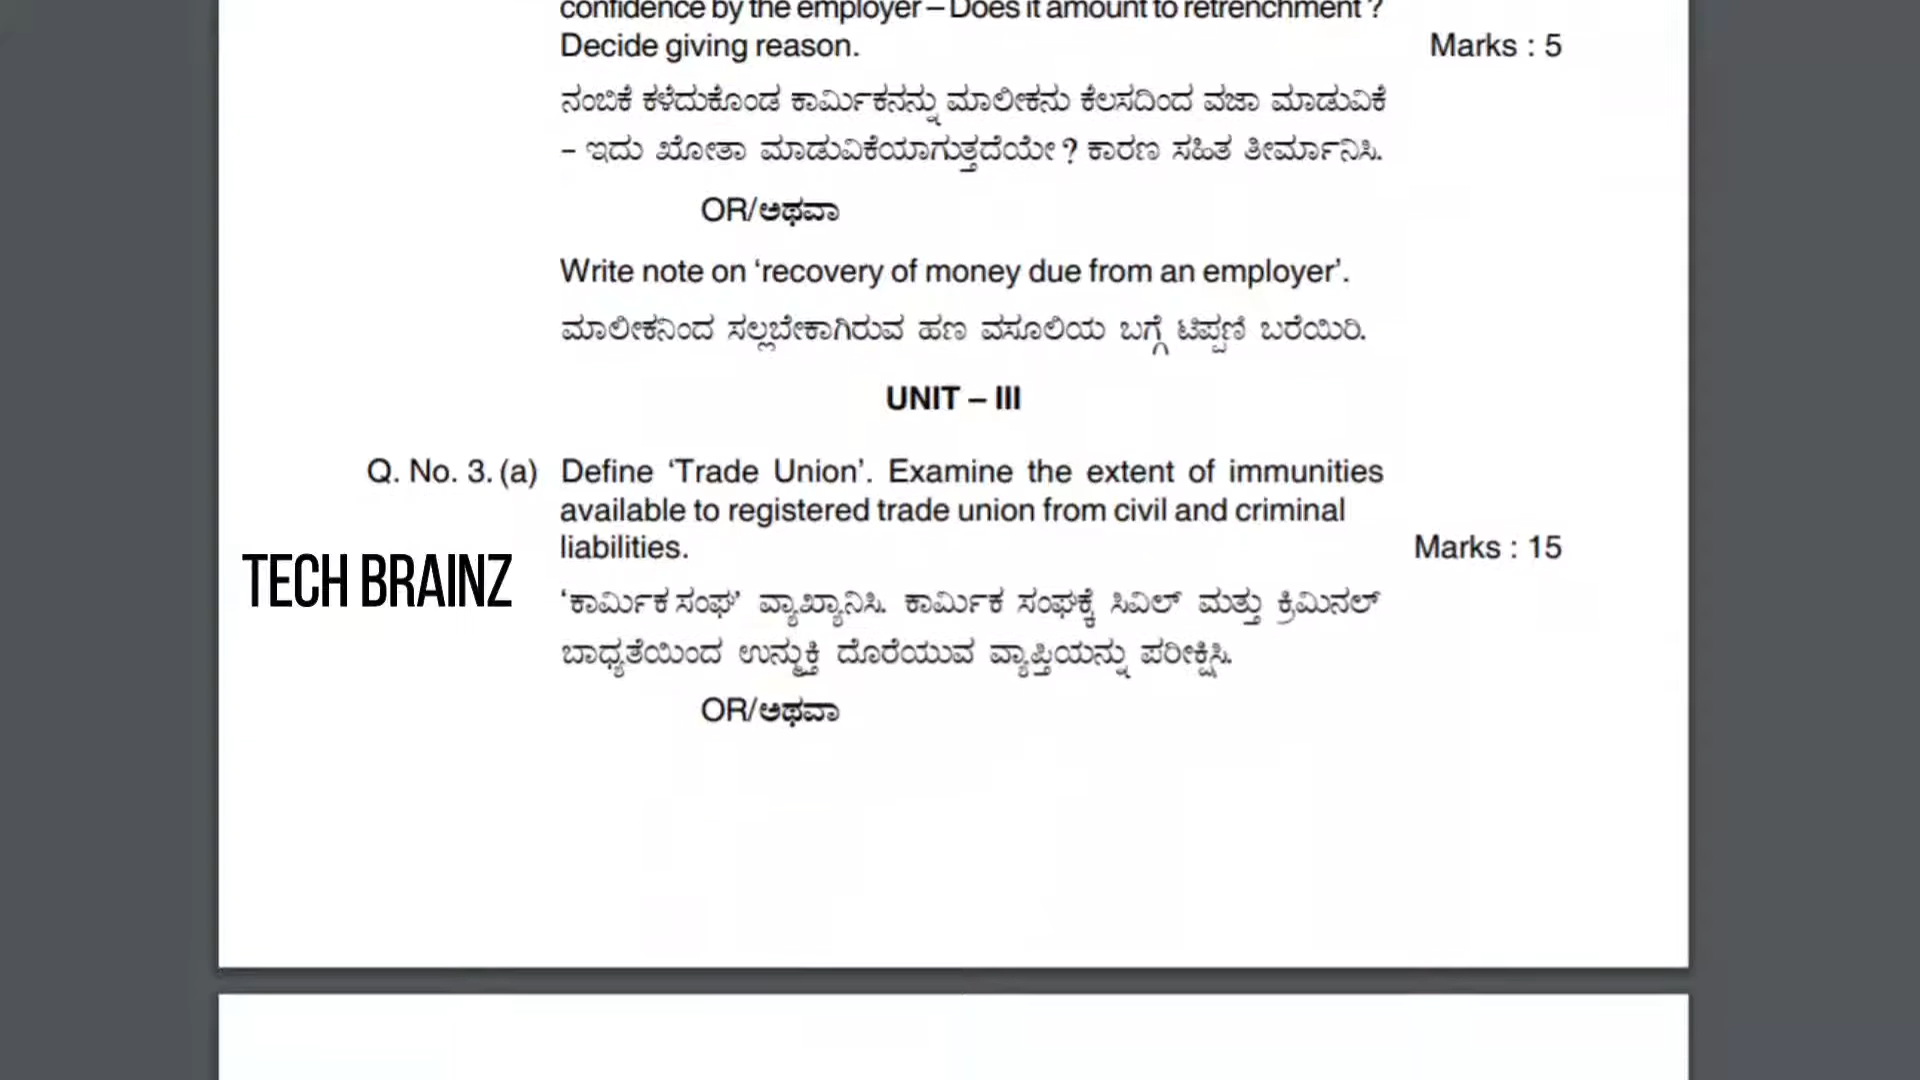 confidence by the employer – Does it amount to retrenchment ?
Decide giving reason. Marks : 5
ನಂಬಿಕೆ ಕಳೆದುಕೊಂಡ ಕಾರ್ಮಿಕನನ್ನು ಮಾಲೀಕನು ಕೆಲಸದಿಂದ ವಜಾ ಮಾಡುವಿಕೆ
– ಇದು ಖೋತಾ ಮಾಡುವಿಕೆಯಾಗುತ್ತದೆಯೇ ? ಕಾರಣ ಸಹಿತ ತೀರ್ಮಾನಿಸಿ.
OR/ಅಥವಾ
Write note on ‘recovery of money due from an employer’.
ಮಾಲೀಕನಿಂದ ಸಲ್ಲಬೇಕಾಗಿರುವ ಹಣ ವಸೂಲಿಯ ಬಗ್ಗೆ ಟಿಪ್ಪಣಿ ಬರೆಯಿರಿ.
UNIT – III
Q. No. 3. (a) Define ‘Trade Union’. Examine the extent of immunities
available to registered trade union from civil and criminal
liabilities. Marks : 15
TECH BRAINZ
‘ಕಾರ್ಮಿಕ ಸಂಘ’ ವ್ಯಾಖ್ಯಾನಿಸಿ. ಕಾರ್ಮಿಕ ಸಂಘಕ್ಕೆ ಸಿವಿಲ್ ಮತ್ತು ಕ್ರಿಮಿನಲ್
ಬಾಧ್ಯತೆಯಿಂದ ಉನ್ಮುಕ್ತಿ ದೊರೆಯುವ ವ್ಯಾಪ್ತಿಯನ್ನು ಪರೀಕ್ಷಿಸಿ.
OR/ಅಥವಾ